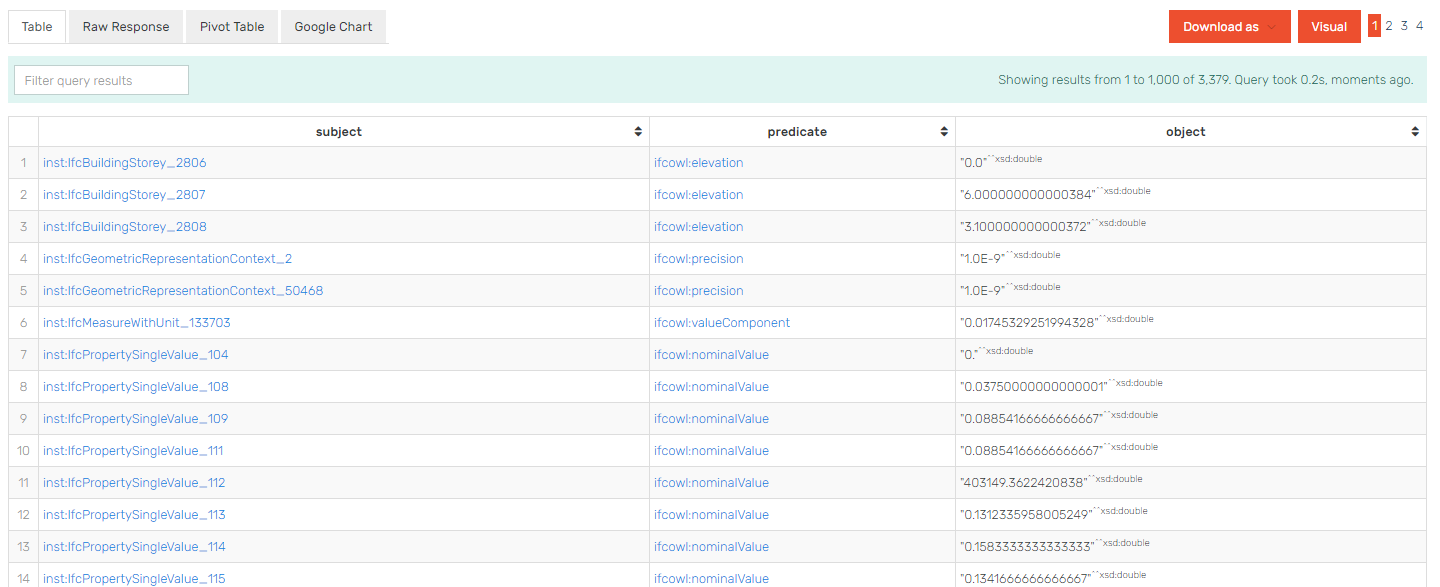 Table Raw Response Pivot Table Google Chart Download as Visual 1 2 3 4
Filter query results Showing results from 1 to 1,000 of 3,379. Query took 0.2s, moments ago.
subject predicate object
1 inst:IfcBuildingStorey_2806 ifcowl:elevation "0.0"^^xsd:double
2 inst:IfcBuildingStorey_2807 ifcowl:elevation "6.000000000000384"^^xsd:double
3 inst:IfcBuildingStorey_2808 ifcowl:elevation "3.100000000000372"^^xsd:double
4 inst:IfcGeometricRepresentationContext_2 ifcowl:precision "1.0E-9"^^xsd:double
5 inst:IfcGeometricRepresentationContext_50468 ifcowl:precision "1.0E-9"^^xsd:double
6 inst:IfcMeasureWithUnit_133703 ifcowl:valueComponent "0.01745329251994328"^^xsd:double
7 inst:IfcPropertySingleValue_104 ifcowl:nominalValue "0."^^xsd:double
8 inst:IfcPropertySingleValue_108 ifcowl:nominalValue "0.03750000000000001"^^xsd:double
9 inst:IfcPropertySingleValue_109 ifcowl:nominalValue "0.08854166666666667"^^xsd:double
10 inst:IfcPropertySingleValue_111 ifcowl:nominalValue "0.08854166666666667"^^xsd:double
11 inst:IfcPropertySingleValue_112 ifcowl:nominalValue "403149.3622420838"^^xsd:double
12 inst:IfcPropertySingleValue_113 ifcowl:nominalValue "0.1312335958005249"^^xsd:double
13 inst:IfcPropertySingleValue_114 ifcowl:nominalValue "0.1583333333333333"^^xsd:double
14 inst:IfcPropertySingleValue_115 ifcowl:nominalValue "0.1341666666666667"^^xsd:double